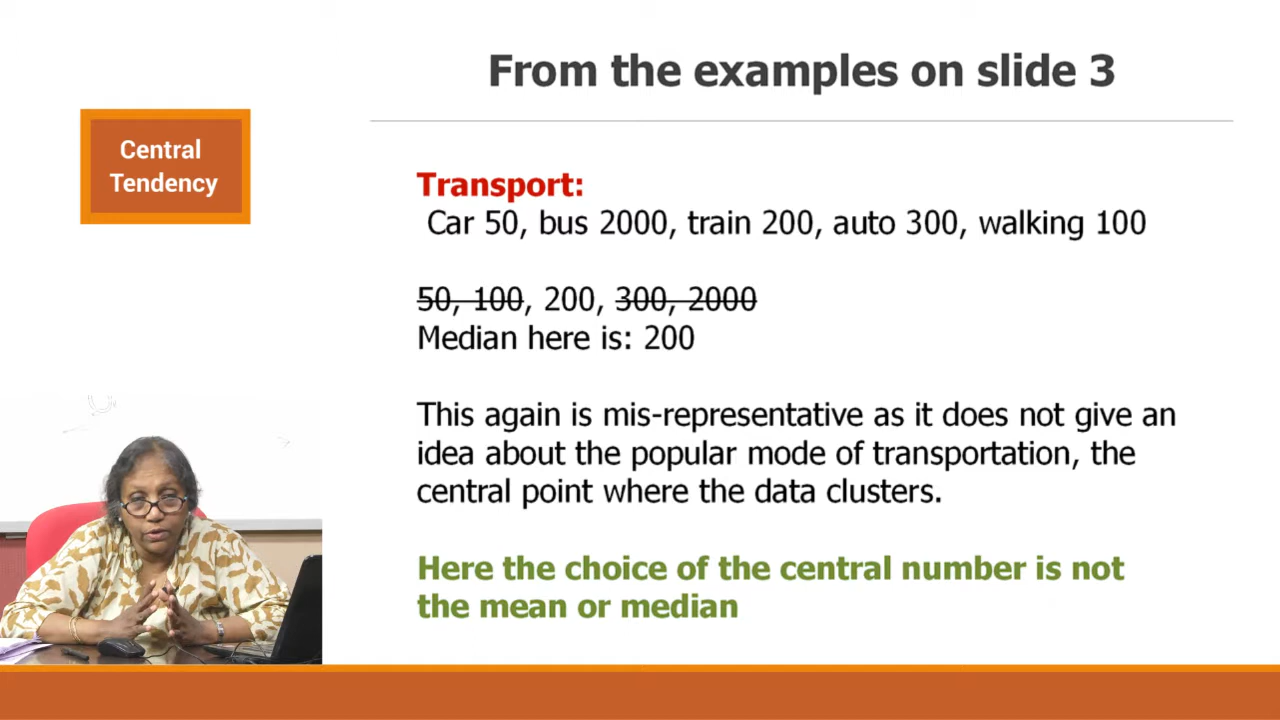 From the examples on slide 3
Central
Tendency
Transport:
Car 50, bus 2000, train 200, auto 300, walking 100
50, 100, 200, 300, 2000
Median here is: 200
This again is mis-representative as it does not give an
idea about the popular mode of transportation, the
central point where the data clusters.
Here the choice of the central number is not
the mean or median